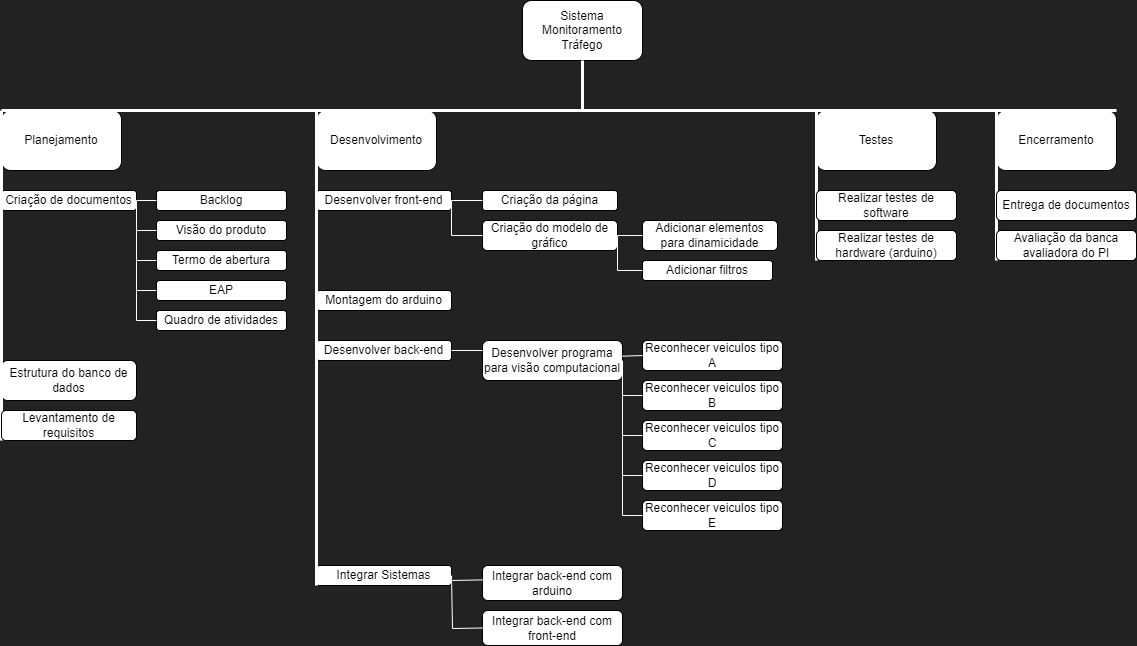 Sistema
Monitoramento
Tráfego
Planejamento
Desenvolvimento
Testes
Encerramento
Criação de documentos
Backlog
Visão do produto
Termo de abertura
EAP
Quadro de atividades
Estrutura do banco de
dados
Levantamento de
requisitos
Desenvolver front-end
Criação da página
Criação do modelo de
gráfico
Adicionar elementos
para dinamicidade
Adicionar filtros
Montagem do arduino
Desenvolver back-end
Desenvolver programa
para visão computacional
Reconhecer veiculos tipo
A
Reconhecer veiculos tipo
B
Reconhecer veiculos tipo
C
Reconhecer veiculos tipo
D
Reconhecer veiculos tipo
E
Integrar Sistemas
Integrar back-end com
arduino
Integrar back-end com
front-end
Realizar testes de
software
Realizar testes de
hardware (arduino)
Entrega de documentos
Avaliação da banca
avaliadora do PI